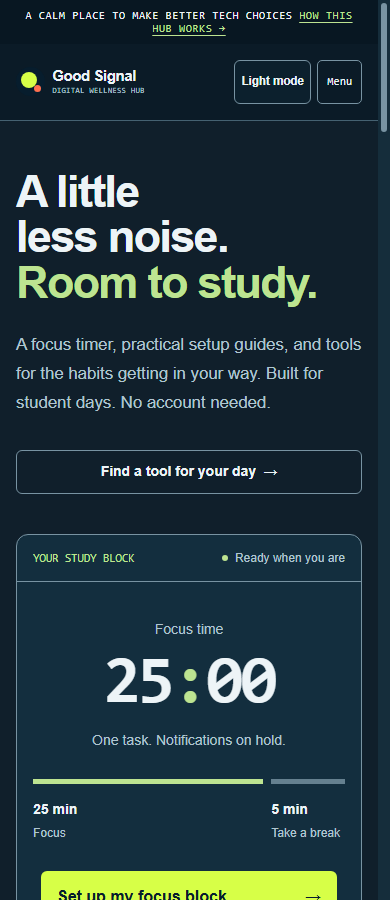 A CALM PLACE TO MAKE BETTER TECH CHOICES HOW THIS
HUB WORKS →
Good Signal
DIGITAL WELLNESS HUB
Light mode
Menu
A little
less noise.
Room to study.
A focus timer, practical setup guides, and tools
for the habits getting in your way. Built for
student days. No account needed.
Find a tool for your day →
YOUR STUDY BLOCK
Ready when you are
Focus time
25:00
One task. Notifications on hold.
25 min
5 min
Focus
Take a break
Set up my focus block →